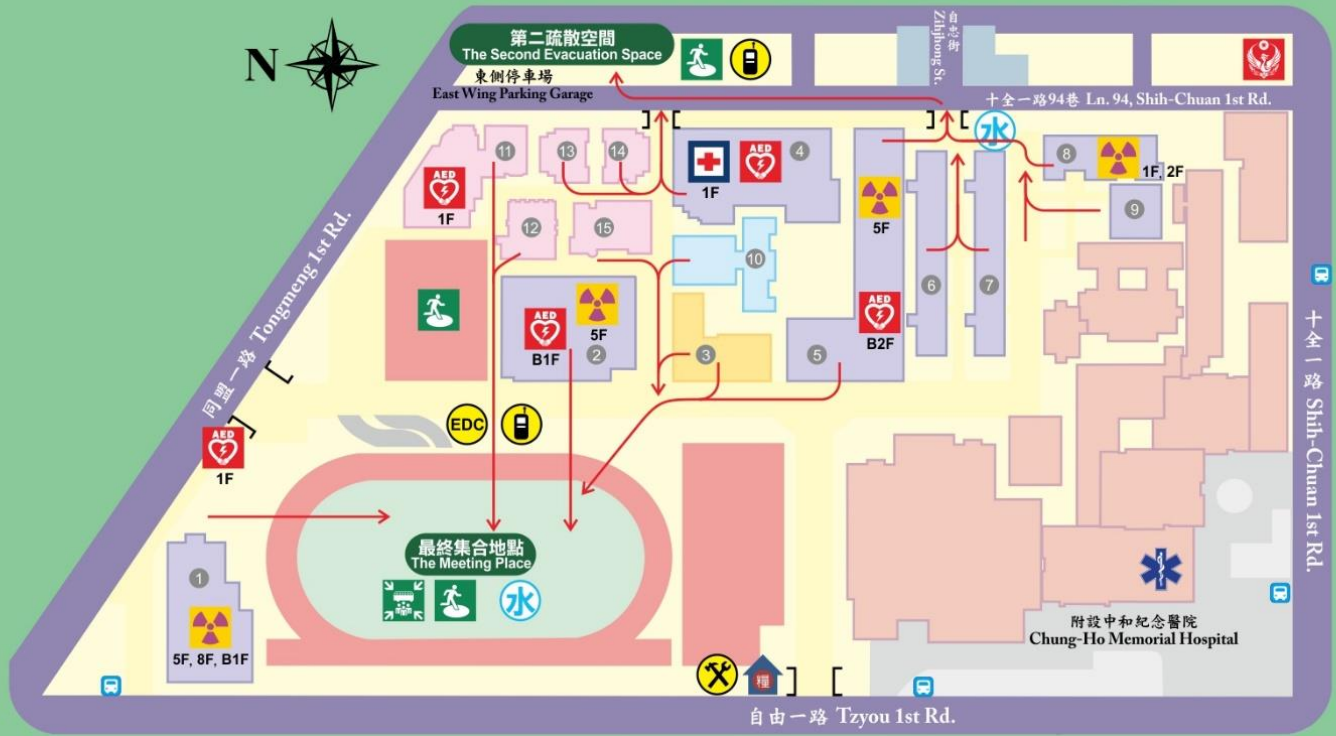 第二疏散空間
The Second Evacuation Space
東側停車場
East Wing Parking Garage
N
自忠街
Zihjhong St.
十全一路94巷 Ln. 94, Shih-Chuan 1st Rd.
水
11
13
14
4
8
AED
1F
1F
AED
5F
1F, 2F
9
12
15
10
6
7
同盟一路 Tongmeng 1st Rd.
AED
B1F
5F
2
3
5
AED
B2F
十全一路 Shih-Chuan 1st Rd.
EDC
AED
1F
最終集合地點
The Meeting Place
水
1
5F, 8F, B1F
附設中和紀念醫院
Chung-Ho Memorial Hospital
糧
自由一路 Tzyou 1st Rd.